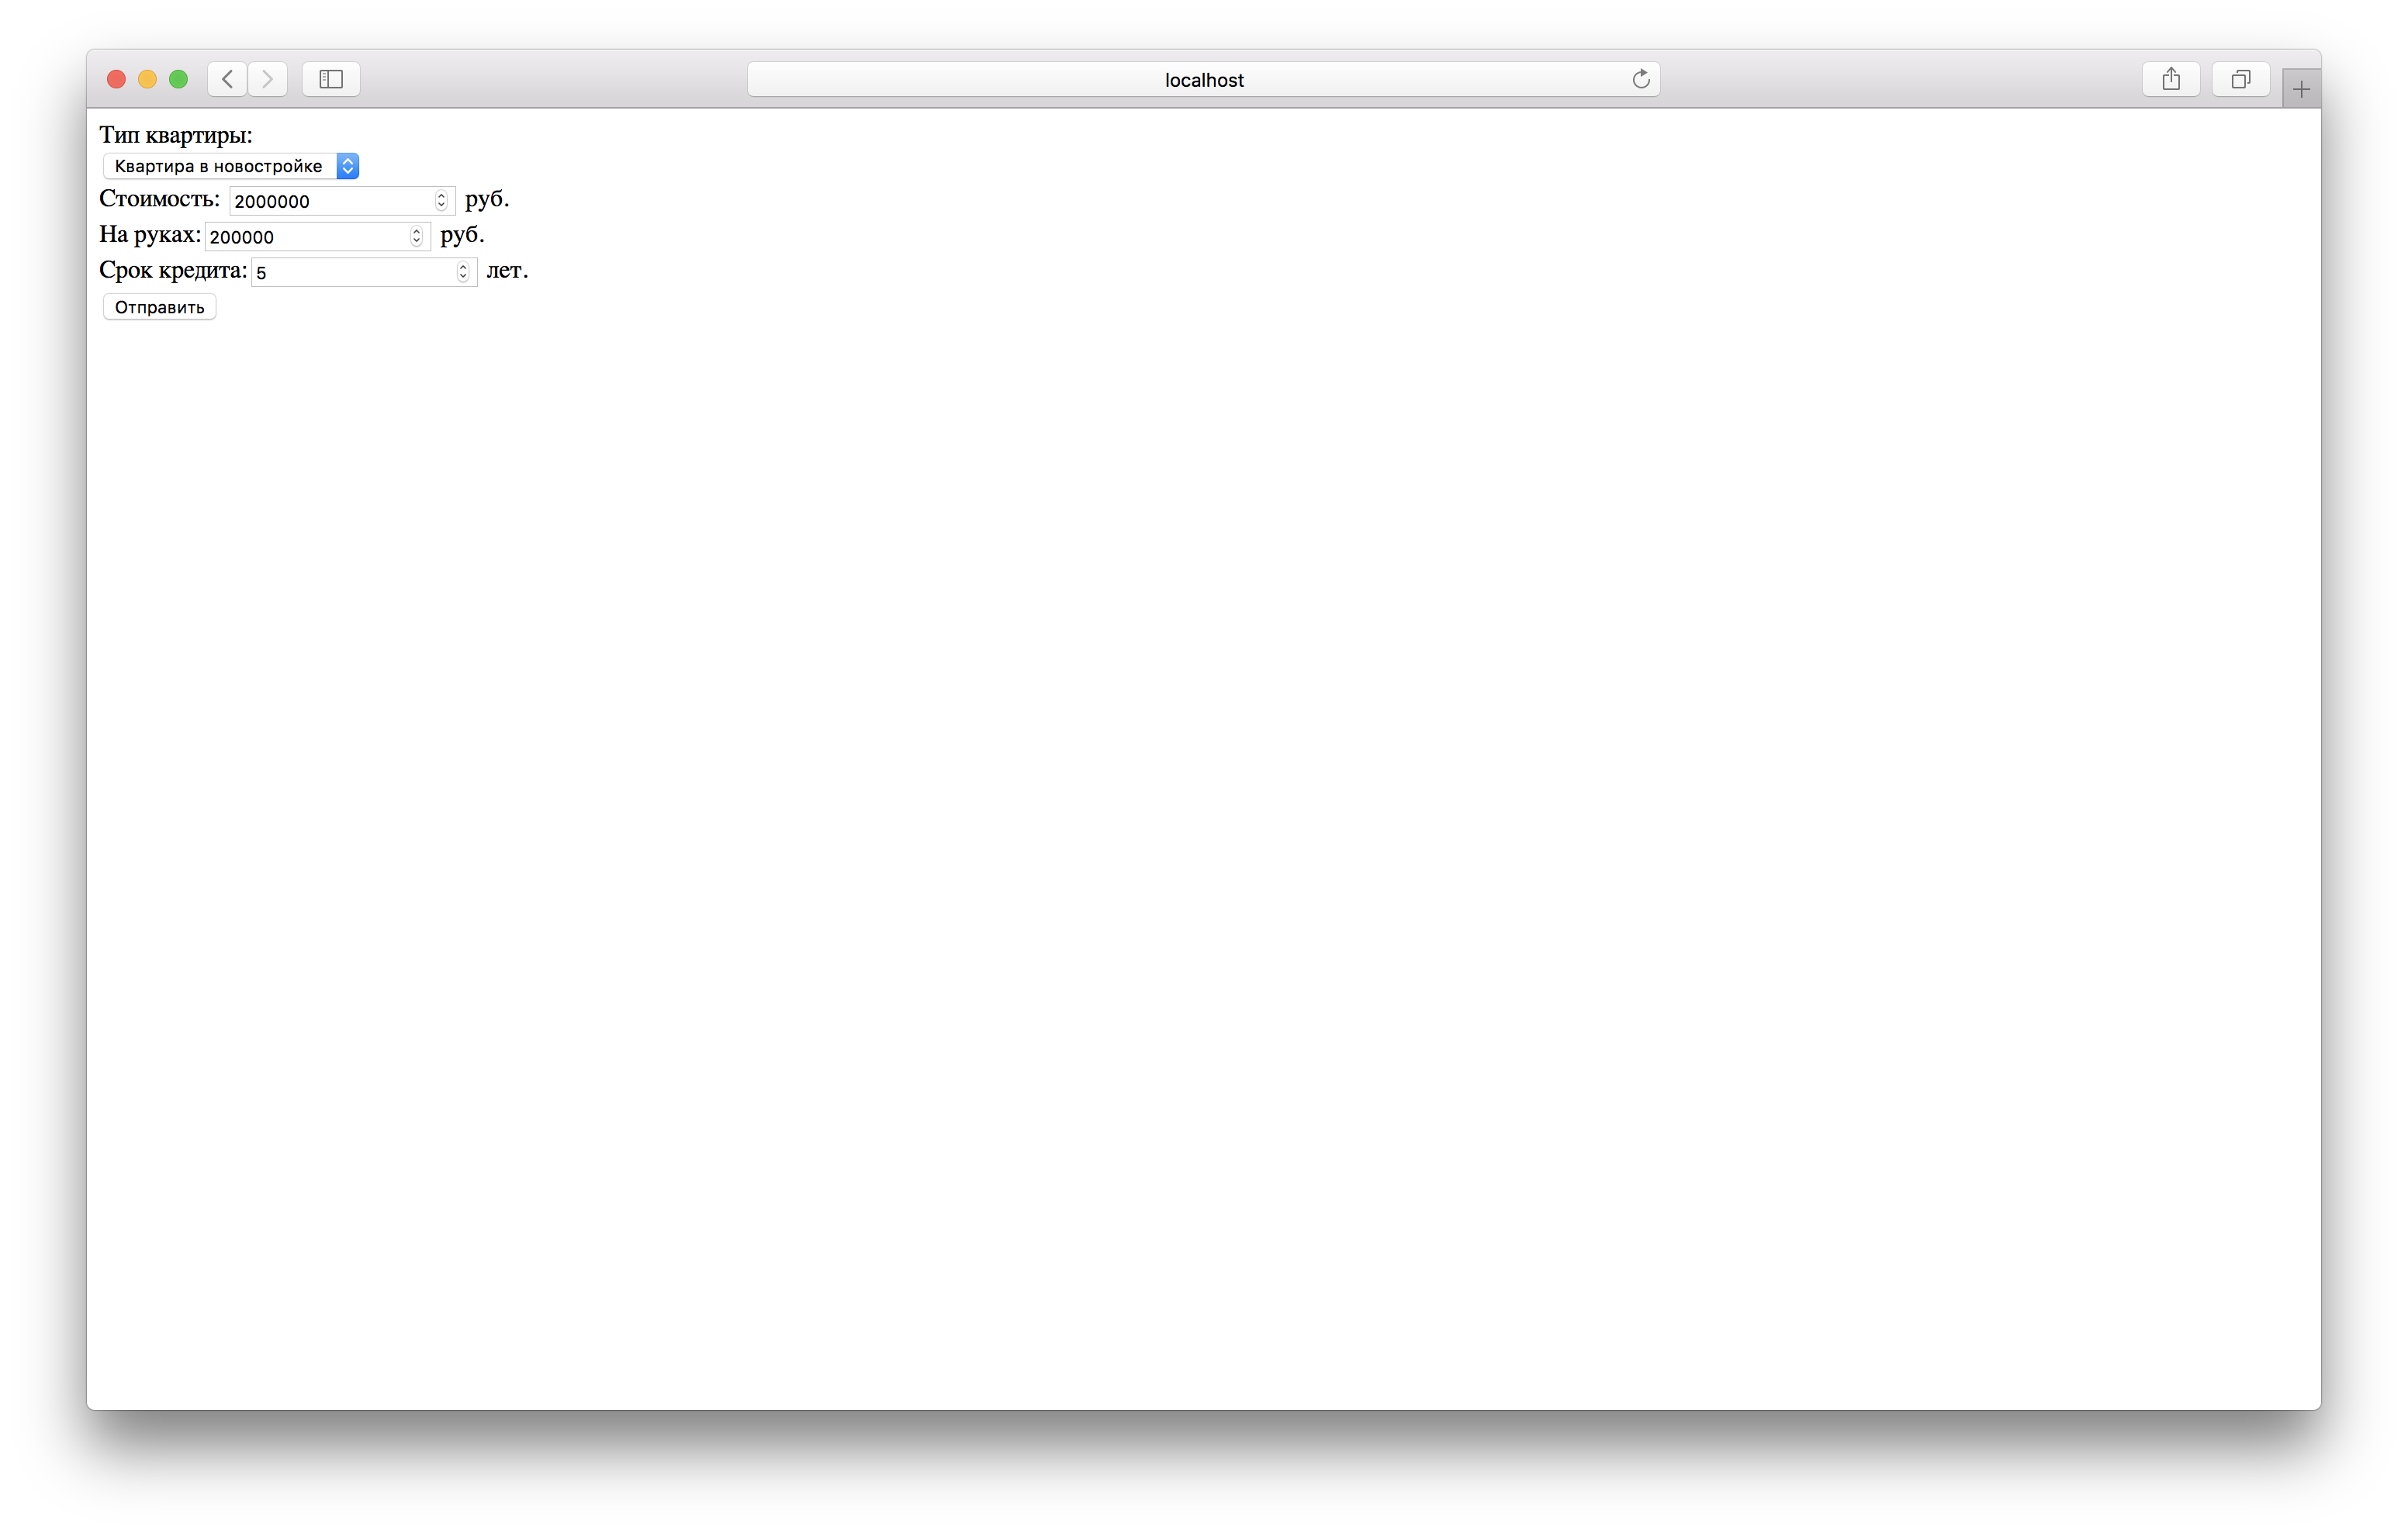 localhost
Тип квартиры:
Квартира в новостройке
Стоимость: 2000000 руб.
На руках: 200000 руб.
Срок кредита: 5 лет.
Отправить